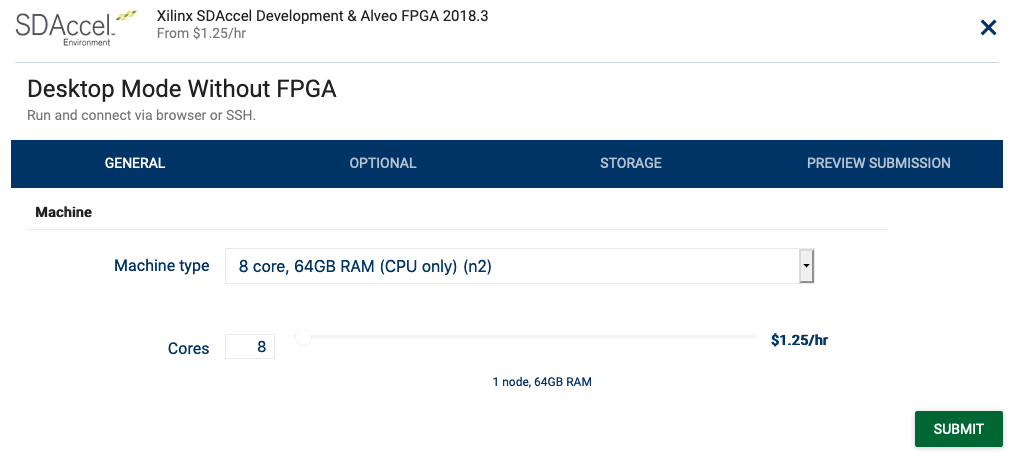 SDAccel
Environment
Xilinx SDAccel Development & Alveo FPGA 2018.3
From $1.25/hr
Desktop Mode Without FPGA
Run and connect via browser or SSH.
GENERAL OPTIONAL STORAGE PREVIEW SUBMISSION
Machine
Machine type 8 core, 64GB RAM (CPU only) (n2)
Cores 8 $1.25/hr
1 node, 64GB RAM
SUBMIT